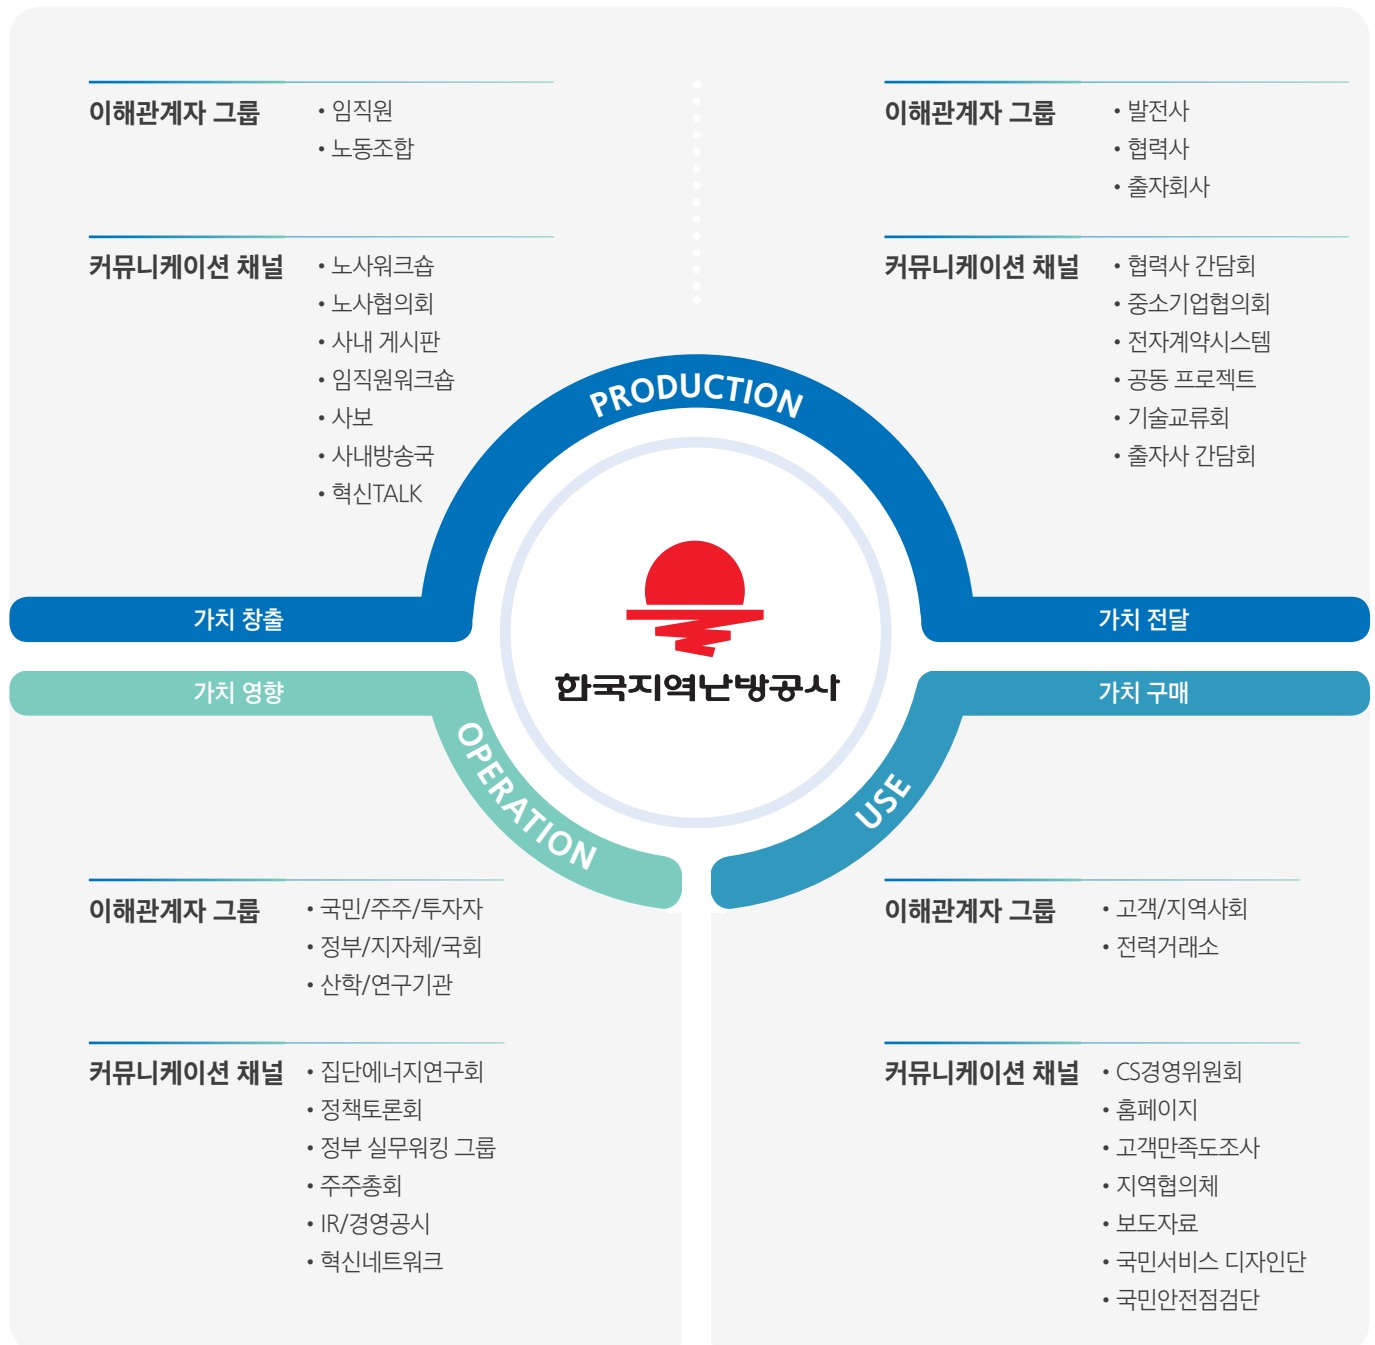 이해관계자 그룹
• 임직원
• 노동조합
커뮤니케이션 채널
• 노사워크숍
• 노사협의회
• 사내 게시판
• 임직원워크숍
• 사보
• 사내방송국
• 혁신TALK
가치 창출
이해관계자 그룹
• 발전사
• 협력사
• 출자회사
커뮤니케이션 채널
• 협력사 간담회
• 중소기업협의회
• 전자계약시스템
• 공동 프로젝트
• 기술교류회
• 출자사 간담회
가치 전달
PRODUCTION
한국지역난방공사
가치 영향
OPERATION
이해관계자 그룹
• 국민/주주/투자자
• 정부/지자체/국회
• 산학/연구기관
커뮤니케이션 채널
• 집단에너지연구회
• 정책토론회
• 정부 실무워킹 그룹
• 주주총회
• IR/경영공시
• 혁신네트워크
가치 구매
USE
이해관계자 그룹
• 고객/지역사회
• 전력거래소
커뮤니케이션 채널
• CS경영위원회
• 홈페이지
• 고객만족도조사
• 지역협의체
• 보도자료
• 국민서비스 디자인단
• 국민안전점검단